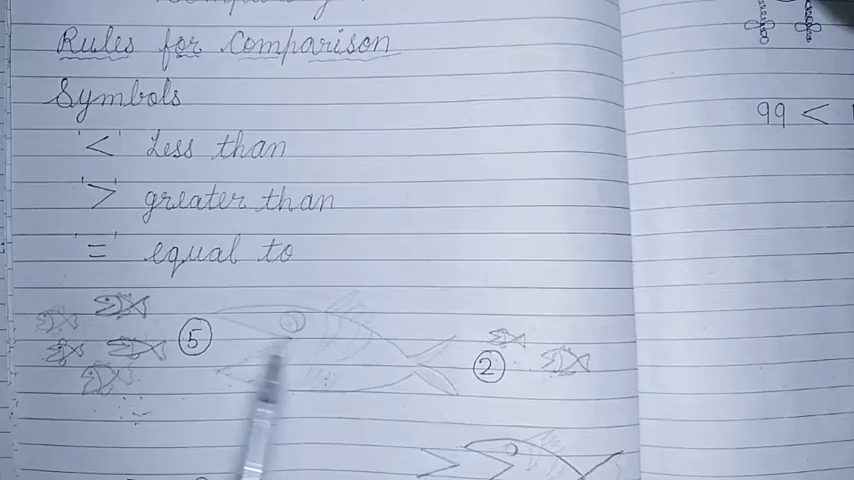 Rules for Comparison
Symbols
'<' Less than
'>' greater than
'=' equal to
5
2
99 <